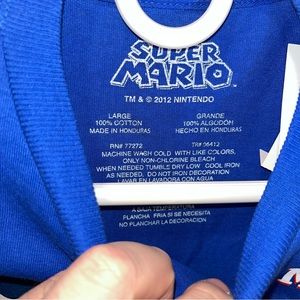 SUPER
MARIO
TM & © 2012 NINTENDO
LARGE GRANDE
100% COTTON 100% ALGODÓN
MADE IN HONDURAS HECHO EN HONDURAS
RN# 77272 TR# 06412
MACHINE WASH COLD WITH LIKE COLORS,
ONLY NON-CHLORINE BLEACH
WHEN NEEDED TUMBLE DRY LOW COOL IRON
AS NEEDED, DO NOT IRON DECORATION
LAVAR EN LAVADORA CON AGUA
A BAJA TEMPERATURA
PLANCHA FRIA SI SE NECESITA
NO PLANCHAR LA DECORACION